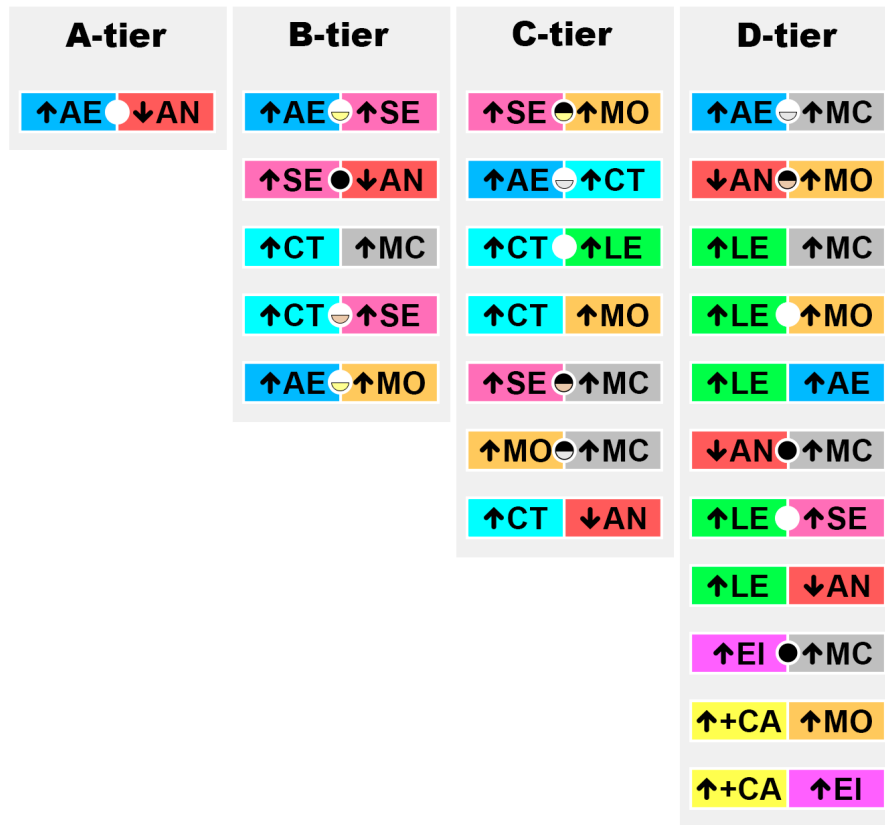 A-tier
↑AE ↓AN
B-tier
↑AE ↑SE
↑SE ↓AN
↑CT ↑MC
↑CT ↑SE
↑AE ↑MO
C-tier
↑SE ↑MO
↑AE ↑CT
↑CT ↑LE
↑CT ↑MO
↑SE ↑MC
↑MO ↑MC
↑CT ↓AN
D-tier
↑AE ↑MC
↓AN ↑MO
↑LE ↑MC
↑LE ↑MO
↑LE ↑AE
↓AN ↑MC
↑LE ↑SE
↑LE ↓AN
↑EI ↑MC
↑+CA ↑MO
↑+CA ↑EI